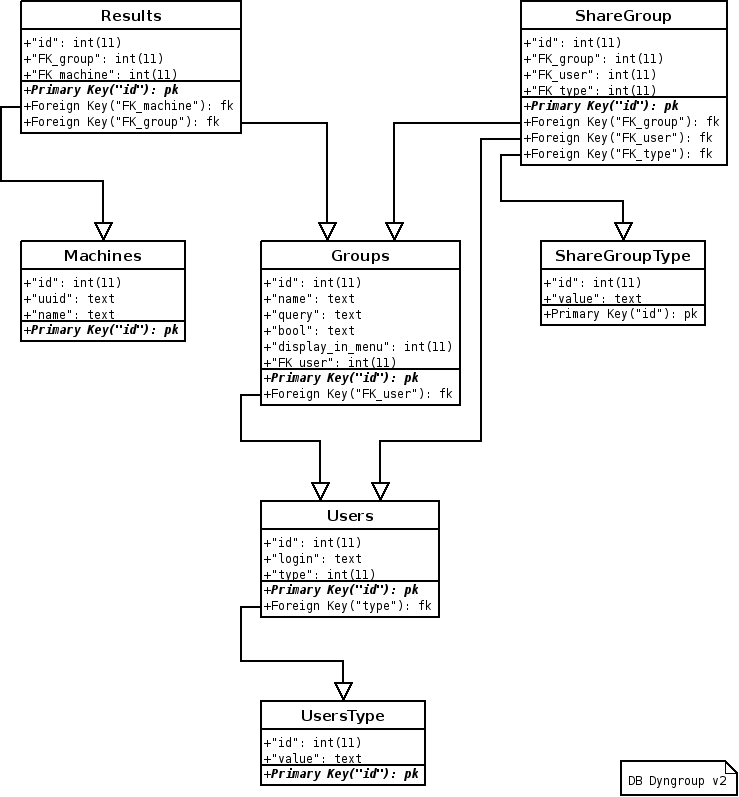 Results
+"id": int(11)
+"FK_group": int(11)
+"FK_machine": int(11)
+Primary Key("id"): pk
+Foreign Key("FK_machine"): fk
+Foreign Key("FK_group"): fk
ShareGroup
+"id": int(11)
+"FK_group": int(11)
+"FK_user": int(11)
+"FK_type": int(11)
+Primary Key("id"): pk
+Foreign Key("FK_group"): fk
+Foreign Key("FK_user"): fk
+Foreign Key("FK_type"): fk
Machines
+"id": int(11)
+"uuid": text
+"name": text
+Primary Key("id"): pk
Groups
+"id": int(11)
+"name": text
+"query": text
+"bool": text
+"display_in_menu": int(11)
+"FK_user": int(11)
+Primary Key("id"): pk
+Foreign Key("FK_user"): fk
ShareGroupType
+"id": int(11)
+"value": text
+Primary Key("id"): pk
Users
+"id": int(11)
+"login": text
+"type": int(11)
+Primary Key("id"): pk
+Foreign Key("type"): fk
UsersType
+"id": int(11)
+"value": text
+Primary Key("id"): pk
DB Dyngroup v2